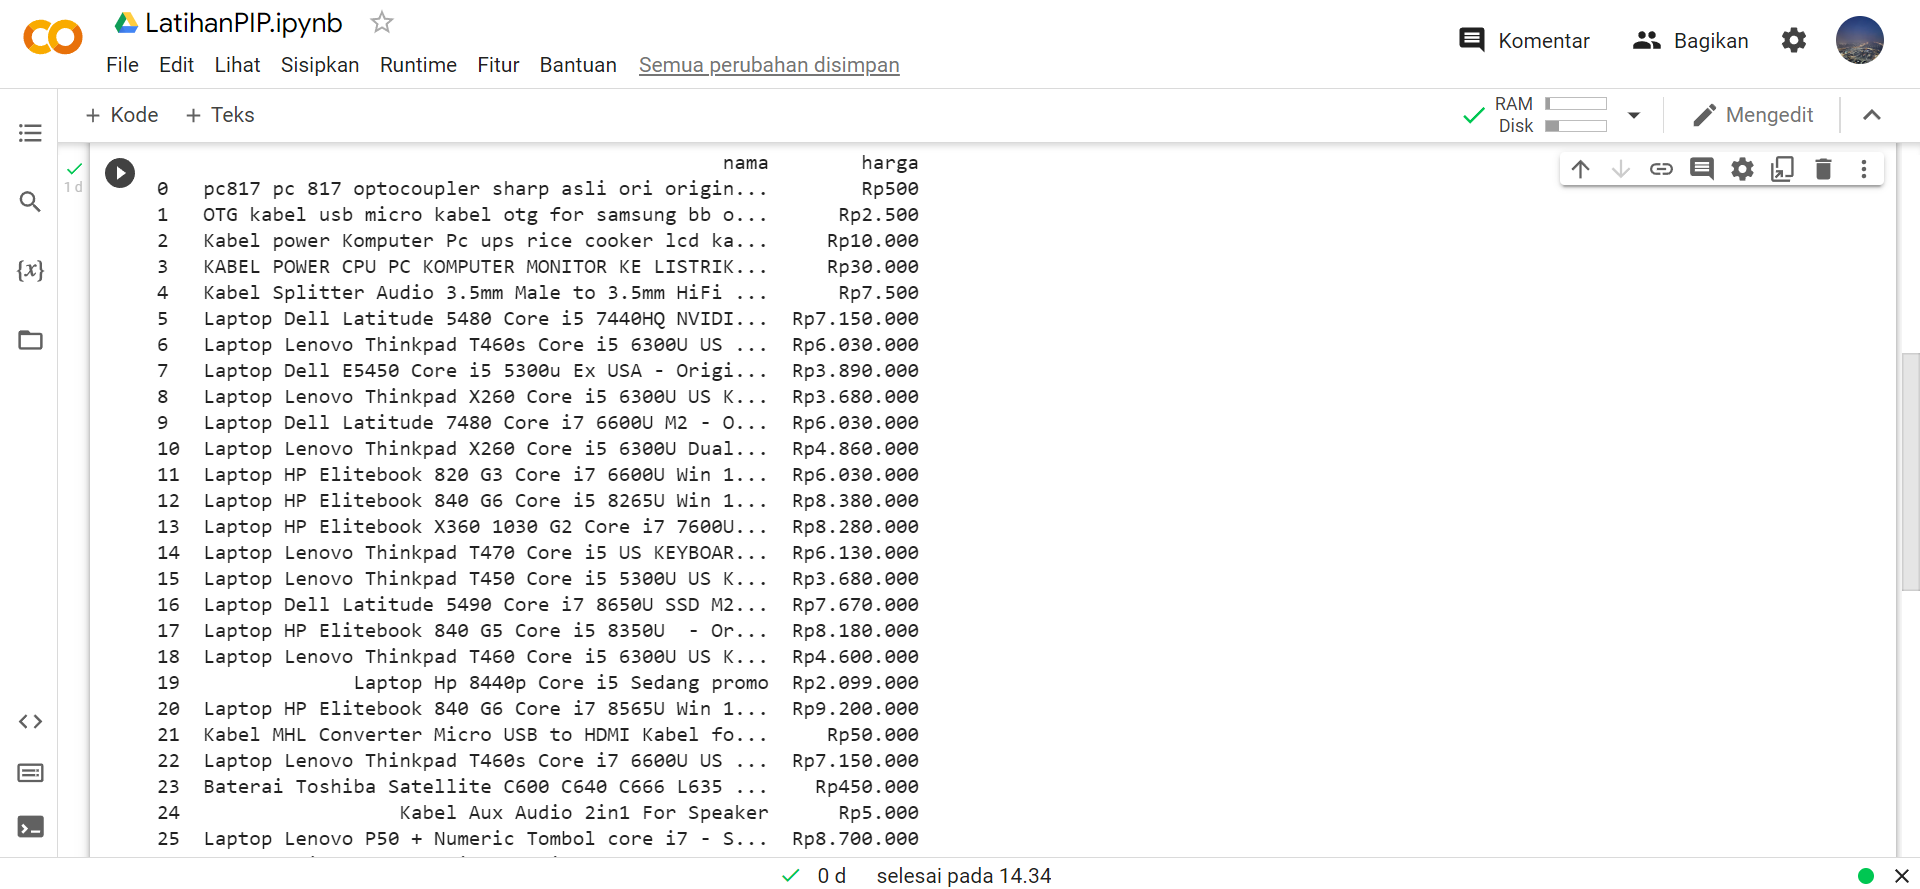 LatihanPIP.ipynb
File Edit Lihat Sisipkan Runtime Fitur Bantuan Semua perubahan disimpan
Komentar Bagikan
+ Kode + Teks
RAM
Disk
Mengedit
1 d
{x}
nama harga
0 pc817 pc 817 optocoupler sharp asli ori origin... Rp500
1 OTG kabel usb micro kabel otg for samsung bb o... Rp2.500
2 Kabel power Komputer Pc ups rice cooker lcd ka... Rp10.000
3 KABEL POWER CPU PC KOMPUTER MONITOR KE LISTRIK... Rp30.000
4 Kabel Splitter Audio 3.5mm Male to 3.5mm HiFi ... Rp7.500
5 Laptop Dell Latitude 5480 Core i5 7440HQ NVIDI... Rp7.150.000
6 Laptop Lenovo Thinkpad T460s Core i5 6300U US ... Rp6.030.000
7 Laptop Dell E5450 Core i5 5300u Ex USA - Origi... Rp3.890.000
8 Laptop Lenovo Thinkpad X260 Core i5 6300U US K... Rp3.680.000
9 Laptop Dell Latitude 7480 Core i7 6600U M2 - O... Rp6.030.000
10 Laptop Lenovo Thinkpad X260 Core i5 6300U Dual... Rp4.860.000
11 Laptop HP Elitebook 820 G3 Core i7 6600U Win 1... Rp6.030.000
12 Laptop HP Elitebook 840 G6 Core i5 8265U Win 1... Rp8.380.000
13 Laptop HP Elitebook X360 1030 G2 Core i7 7600U... Rp8.280.000
14 Laptop Lenovo Thinkpad T470 Core i5 US KEYBOAR... Rp6.130.000
15 Laptop Lenovo Thinkpad T450 Core i5 5300U US K... Rp3.680.000
16 Laptop Dell Latitude 5490 Core i7 8650U SSD M2... Rp7.670.000
17 Laptop HP Elitebook 840 G5 Core i5 8350U  - Or... Rp8.180.000
18 Laptop Lenovo Thinkpad T460 Core i5 6300U US K... Rp4.600.000
19 Laptop Hp 8440p Core i5 Sedang promo Rp2.099.000
20 Laptop HP Elitebook 840 G6 Core i7 8565U Win 1... Rp9.200.000
21 Kabel MHL Converter Micro USB to HDMI Kabel fo... Rp50.000
22 Laptop Lenovo Thinkpad T460s Core i7 6600U US ... Rp7.150.000
23 Baterai Toshiba Satellite C600 C640 C666 L635 ... Rp450.000
24 Kabel Aux Audio 2in1 For Speaker Rp5.000
25 Laptop Lenovo P50 + Numeric Tombol core i7 - S... Rp8.700.000
0 d selesai pada 14.34